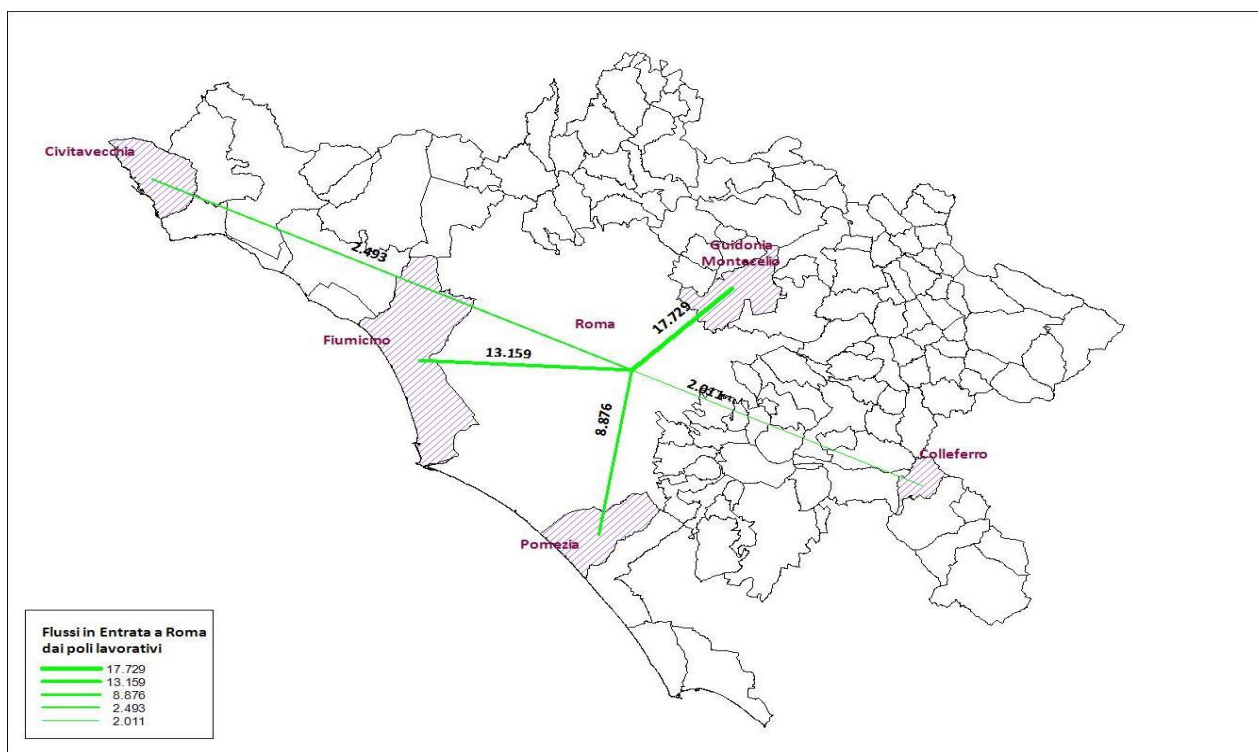 Civitavecchia
2.493
Guidonia
Montecelio
17.729
Roma
Fiumicino
13.159
2.011
8.876
Colleferro
Pomezia
Flussi in Entrata a Roma
dai poli lavorativi
17.729
13.159
8.876
2.493
2.011